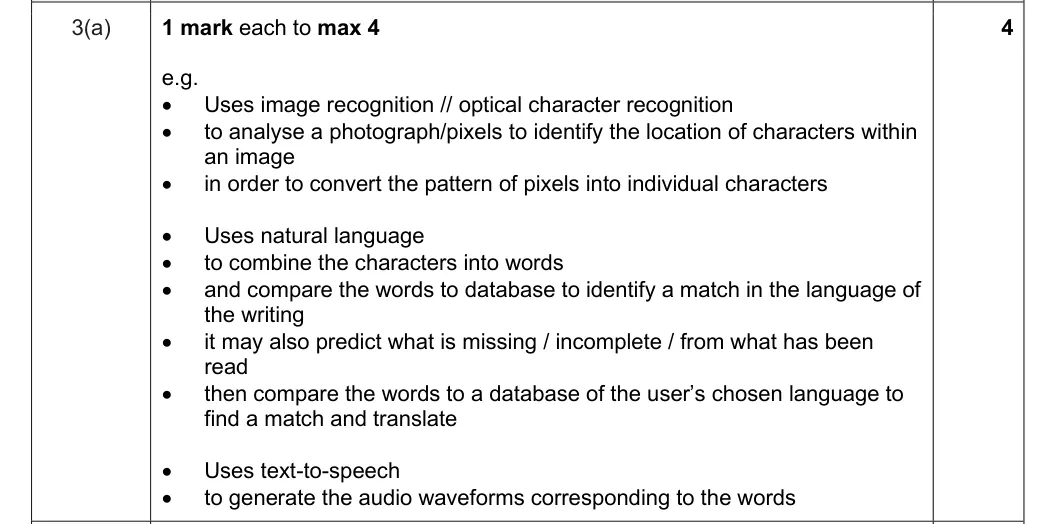 3(a) 1 mark each to max 4 4
e.g.
• Uses image recognition // optical character recognition
• to analyse a photograph/pixels to identify the location of characters within
an image
• in order to convert the pattern of pixels into individual characters
• Uses natural language
• to combine the characters into words
• and compare the words to database to identify a match in the language of
the writing
• it may also predict what is missing / incomplete / from what has been
read
• then compare the words to a database of the user’s chosen language to
find a match and translate
• Uses text-to-speech
• to generate the audio waveforms corresponding to the words